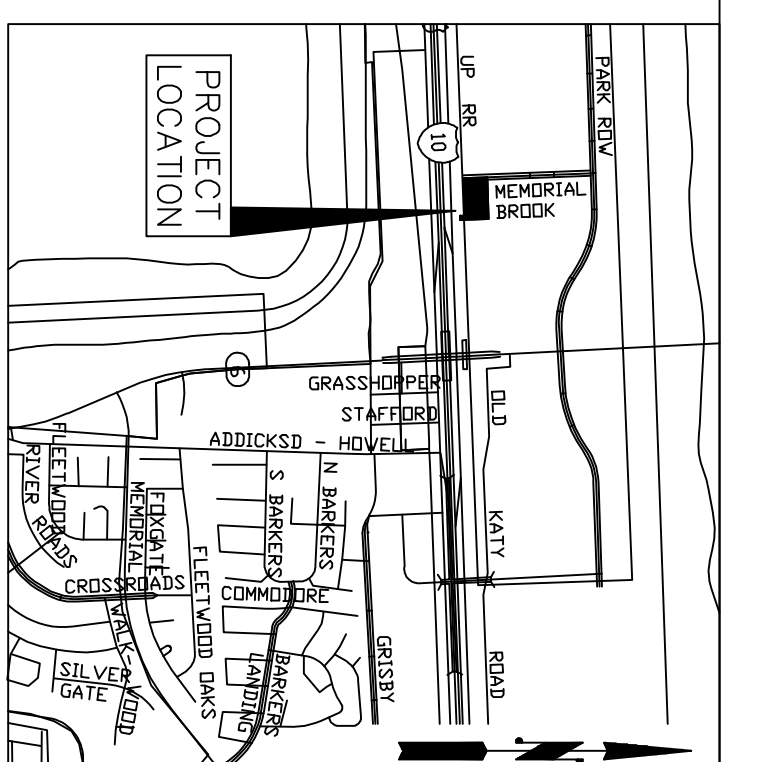 PROJECT
LOCATION
UP RR
PARK ROW
10
MEMORIAL
BROOK
6
GRASSHOPPER
STAFFORD
ADDICKSD - HOWELL
OLD
KATY
ROAD
FLEETWOOD
RIVER
ROADS
MEMORIAL
FOXGATE
S BARKERS
N BARKERS
CROSSROADS
COMMODORE
FLEETWOOD OAKS
WALK-WOOD
SILVER
GATE
BARKERS
LANDING
GRISBY
N